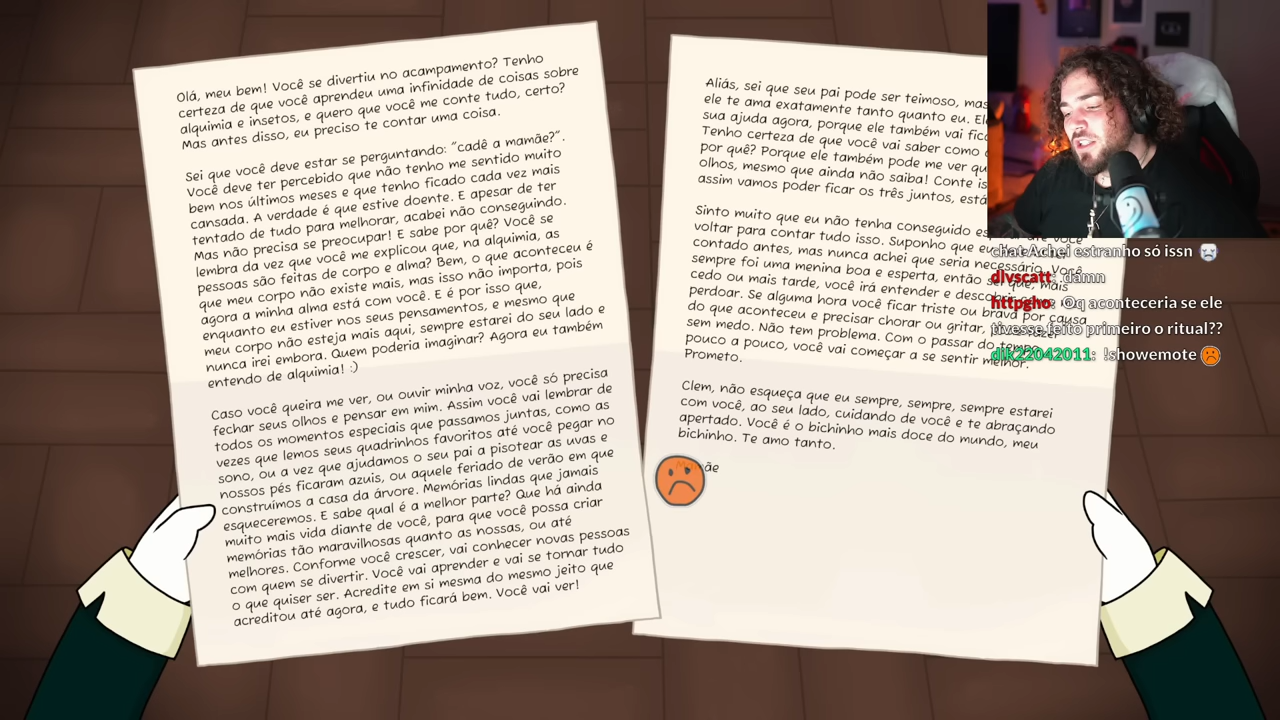 Olá, meu bem! Você se divertiu no acampamento? Tenho
certeza de que você aprendeu uma infinidade de coisas sobre
alquimia e insetos, e quero que você me conte tudo, certo?
Mas antes disso, eu preciso te contar uma coisa.
Sei que você deve estar se perguntando: "cadê a mamãe?".
Você deve ter percebido que não tenho me sentido muito
bem nos últimos meses e que tenho ficado cada vez mais
cansada. A verdade é que estive doente. E apesar de ter
tentado de tudo para melhorar, acabei não conseguindo.
Mas não precisa se preocupar! E sabe por quê? Você se
lembra da vez que você me explicou que, na alquimia, as
pessoas são feitas de corpo e alma? Bem, o que aconteceu é
que meu corpo não existe mais, mas isso não importa, pois
agora a minha alma está com você. E é por isso que,
enquanto eu estiver nos seus pensamentos, e mesmo que
meu corpo não esteja mais aqui, sempre estarei do seu lado e
nunca irei embora. Quem poderia imaginar? Agora eu também
entendo de alquimia! :)
Caso você queira me ver, ou ouvir minha voz, você só precisa
fechar seus olhos e pensar em mim. Assim você vai lembrar de
todos os momentos especiais que passamos juntas, como as
vezes que lemos seus quadrinhos favoritos até você pegar no
sono, ou a vez que ajudamos o seu pai a pisotear as uvas e
nossos pés ficaram azuis, ou aquele feriado de verão em que
construímos a casa da árvore. Memórias lindas que jamais
esqueceremos. E sabe qual é a melhor parte? Que há ainda
muito mais vida diante de você, para que você possa criar
memórias tão maravilhosas quanto as nossas, ou até
melhores. Conforme você crescer, vai conhecer novas pessoas
com quem se divertir. Você vai aprender e vai se tornar tudo
o que quiser ser. Acredite em si mesma do mesmo jeito que
acreditou até agora, e tudo ficará bem. Você vai ver!
Aliás, sei que seu pai pode ser teimoso, mas
ele te ama exatamente tanto quanto eu.
sua ajuda agora, porque ele também vai
Tenho certeza de que você vai saber como
por quê? Porque ele também pode me ver
olhos, mesmo que ainda não saiba! Conte
assim vamos poder ficar os três juntos,
Sinto muito que eu não tenha conseguido
voltar para contar tudo isso. Suponho que
contado antes, mas nunca achei que seria necessário. Você
sempre foi uma menina boa e esperta, então sei que, mais
cedo ou mais tarde, você irá entender e
perdoar. Se alguma hora você ficar triste ou brava por causa
do que aconteceu e precisar chorar ou gritar,
sem medo. Não tem problema. Com o passar do tempo,
pouco a pouco, você vai começar a se sentir melhor.
Prometo.
Clem, não esqueça que eu sempre, sempre, sempre estarei
com você, ao seu lado, cuidando de você e te abraçando
apertado. Você é o bichinho mais doce do mundo, meu
bichinho. Te amo tanto.
chat Achei estranho só issn
dlvscatt: damn
httpgho: Oq aconteceria se ele
tivesse feito primeiro o ritual??
dik22042011: !showemote